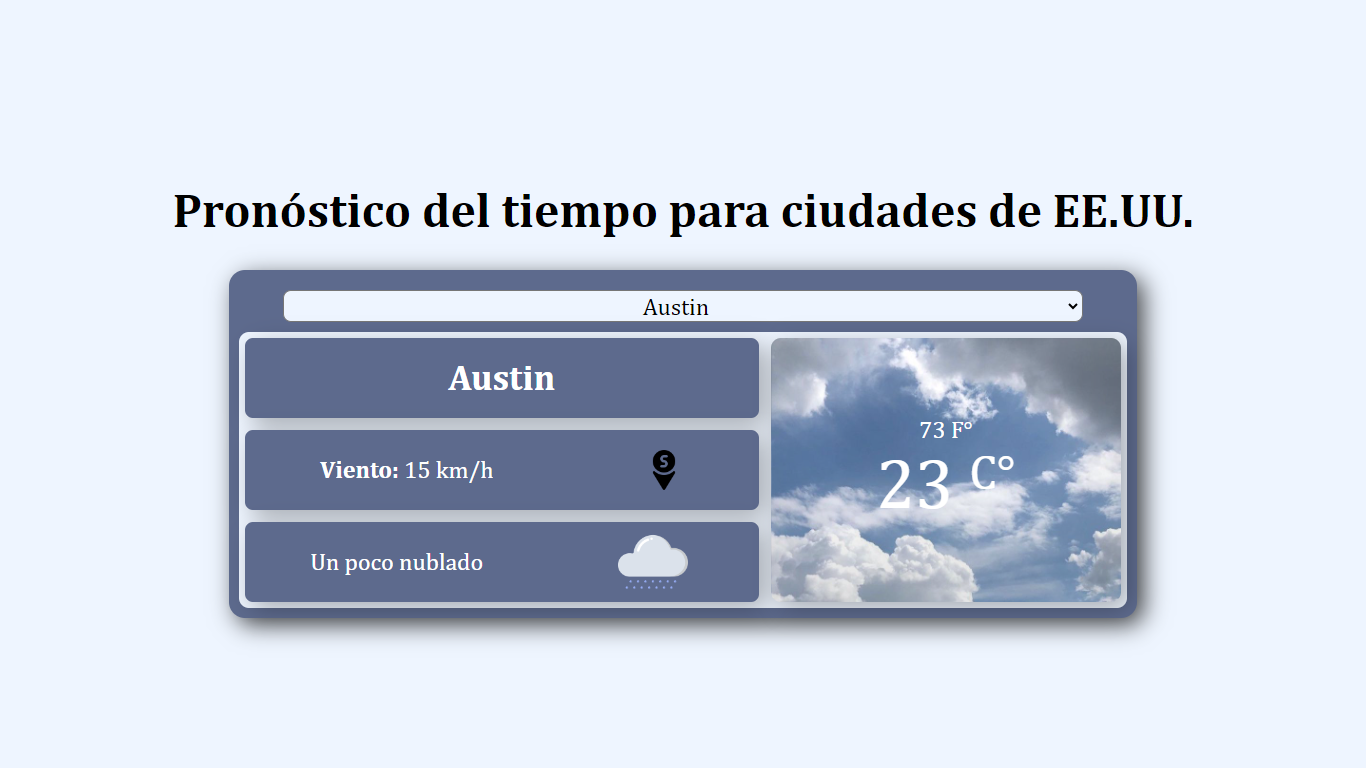 Pronóstico del tiempo para ciudades de EE.UU.
Austin
Austin
Viento: 15 km/h
S
Un poco nublado
73 F°
23 C°